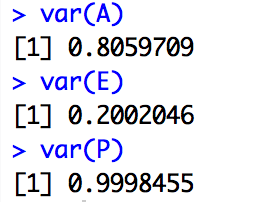 > var(A)
[1] 0.8059709
> var(E)
[1] 0.2002046
> var(P)
[1] 0.9998455